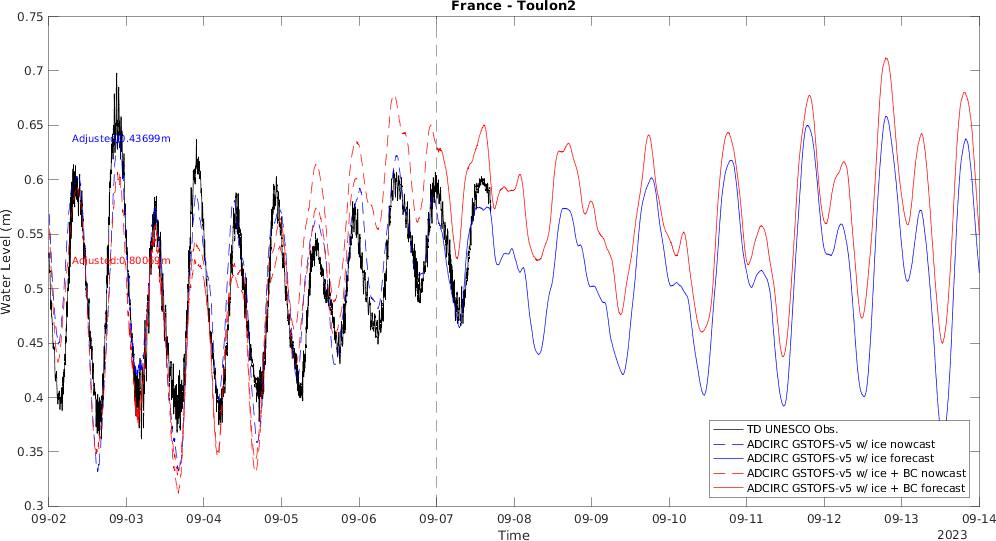 France - Toulon2
0.75
0.7
0.65
0.6
0.55
0.5
0.45
0.4
0.35
0.3
Water Level (m)
Adjusted:0.43699m
Adjusted:0.80069m
TD UNESCO Obs.
ADCIRC GSTOFS-v5 w/ ice nowcast
ADCIRC GSTOFS-v5 w/ ice forecast
ADCIRC GSTOFS-v5 w/ ice + BC nowcast
ADCIRC GSTOFS-v5 w/ ice + BC forecast
09-02 09-03 09-04 09-05 09-06 09-07 09-08 09-09 09-10 09-11 09-12 09-13 09-14
Time
2023